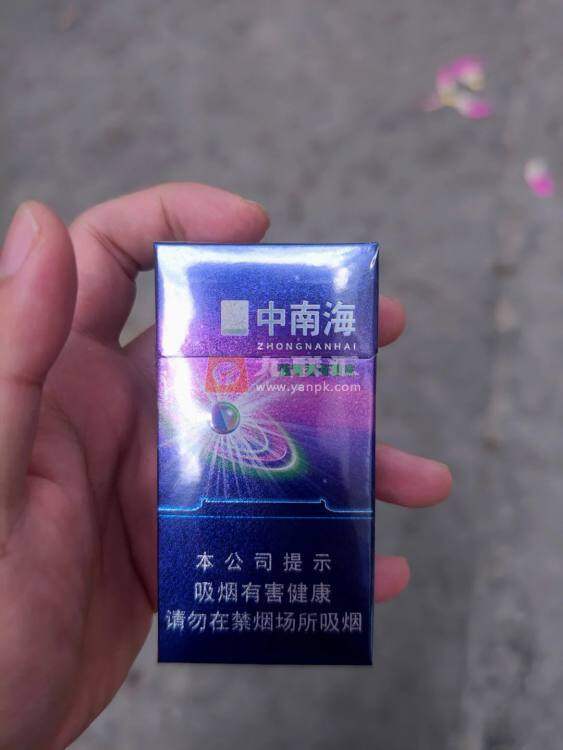 中南海
ZHONGNANHAI
www.yanpk.com
本公司提示
吸烟有害健康
请勿在禁烟场所吸烟